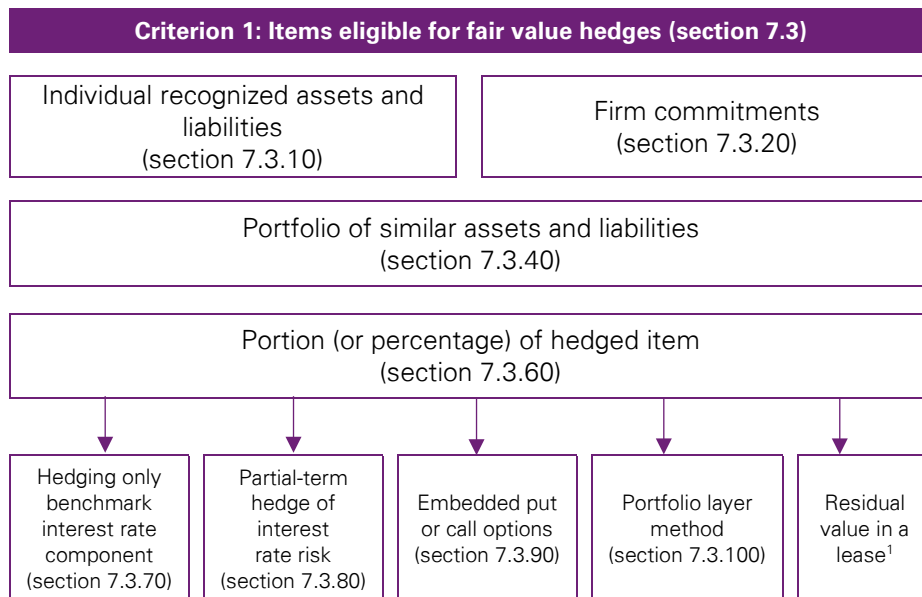 Criterion 1: Items eligible for fair value hedges (section 7.3)
Individual recognized assets and
liabilities
(section 7.3.10)
Firm commitments
(section 7.3.20)
Portfolio of similar assets and liabilities
(section 7.3.40)
Portion (or percentage) of hedged item
(section 7.3.60)
Hedging only
benchmark
interest rate
component
(section 7.3.70)
Partial-term
hedge of
interest
rate risk
(section 7.3.80)
Embedded put
or call options
(section 7.3.90)
Portfolio layer
method
(section 7.3.100)
Residual
value in a
lease¹